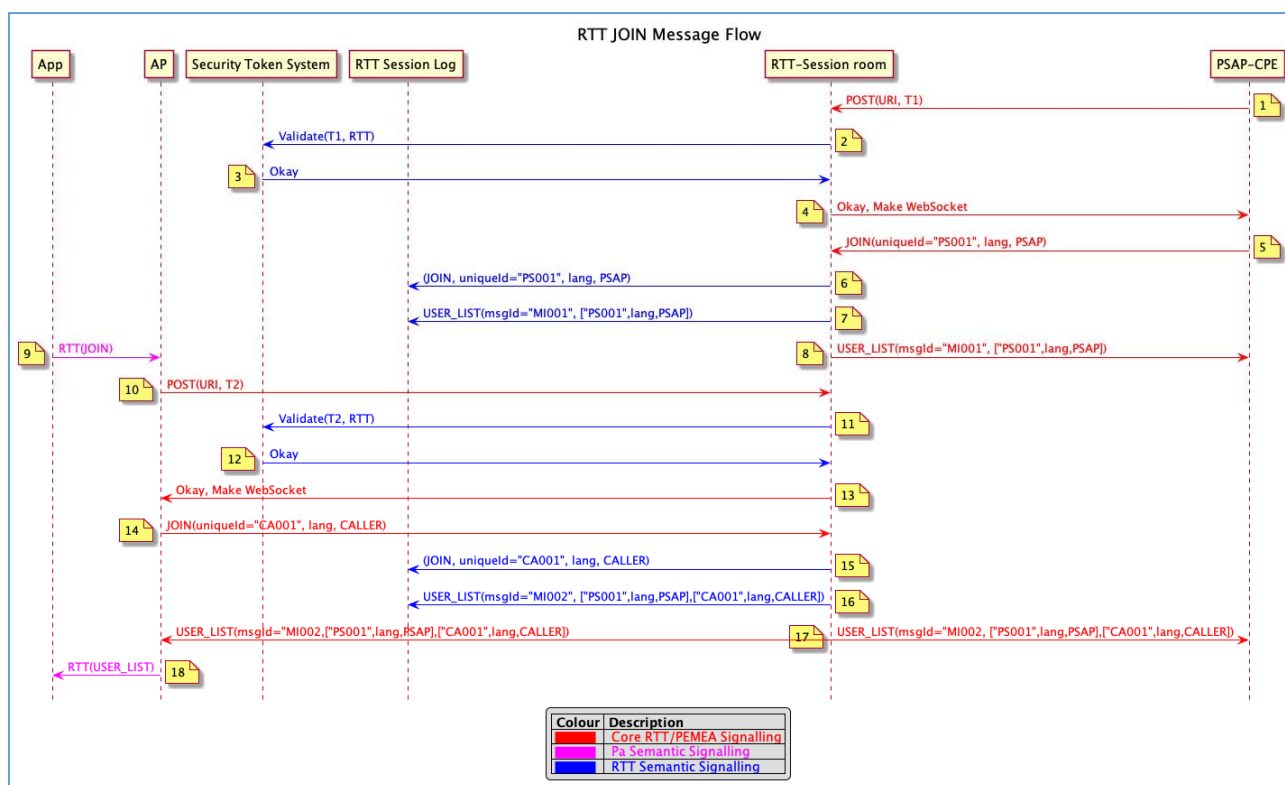 RTT JOIN Message Flow
App AP Security Token System RTT Session Log RTT-Session room PSAP-CPE
POST(URI, T1) 1
Validate(T1, RTT) 2
3 Okay
4 Okay, Make WebSocket
JOIN(uniqueId="PS001", lang, PSAP) 5
(JOIN, uniqueId="PS001", lang, PSAP) 6
USER_LIST(msgId="MI001", ["PS001",lang,PSAP]) 7
9 RTT(JOIN) 8 USER_LIST(msgId="MI001", ["PS001",lang,PSAP])
10 POST(URI, T2)
Validate(T2, RTT) 11
12 Okay
Okay, Make WebSocket 13
14 JOIN(uniqueId="CA001", lang, CALLER)
(JOIN, uniqueId="CA001", lang, CALLER) 15
USER_LIST(msgId="MI002", ["PS001",lang,PSAP],["CA001",lang,CALLER]) 16
USER_LIST(msgId="MI002,["PS001",lang,PSAP],["CA001",lang,CALLER]) 17 USER_LIST(msgId="MI002, ["PS001",lang,PSAP],["CA001",lang,CALLER])
RTT(USER_LIST) 18
Colour Description
Core RTT/PEMEA Signalling
Pa Semantic Signalling
RTT Semantic Signalling